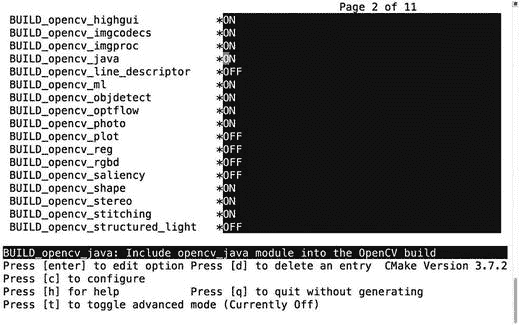 Page 2 of 11
BUILD_opencv_highgui *ON
BUILD_opencv_imgcodecs *ON
BUILD_opencv_imgproc *ON
BUILD_opencv_java *ON
BUILD_opencv_line_descriptor *OFF
BUILD_opencv_ml *ON
BUILD_opencv_objdetect *ON
BUILD_opencv_optflow *ON
BUILD_opencv_photo *ON
BUILD_opencv_plot *OFF
BUILD_opencv_reg *OFF
BUILD_opencv_rgbd *OFF
BUILD_opencv_saliency *OFF
BUILD_opencv_shape *ON
BUILD_opencv_stereo *ON
BUILD_opencv_stitching *ON
BUILD_opencv_structured_light *OFF
BUILD_opencv_java: Include opencv_java module into the OpenCV build
Press [enter] to edit option Press [d] to delete an entry CMake Version 3.7.2
Press [c] to configure
Press [h] for help Press [q] to quit without generating
Press [t] to toggle advanced mode (Currently Off)